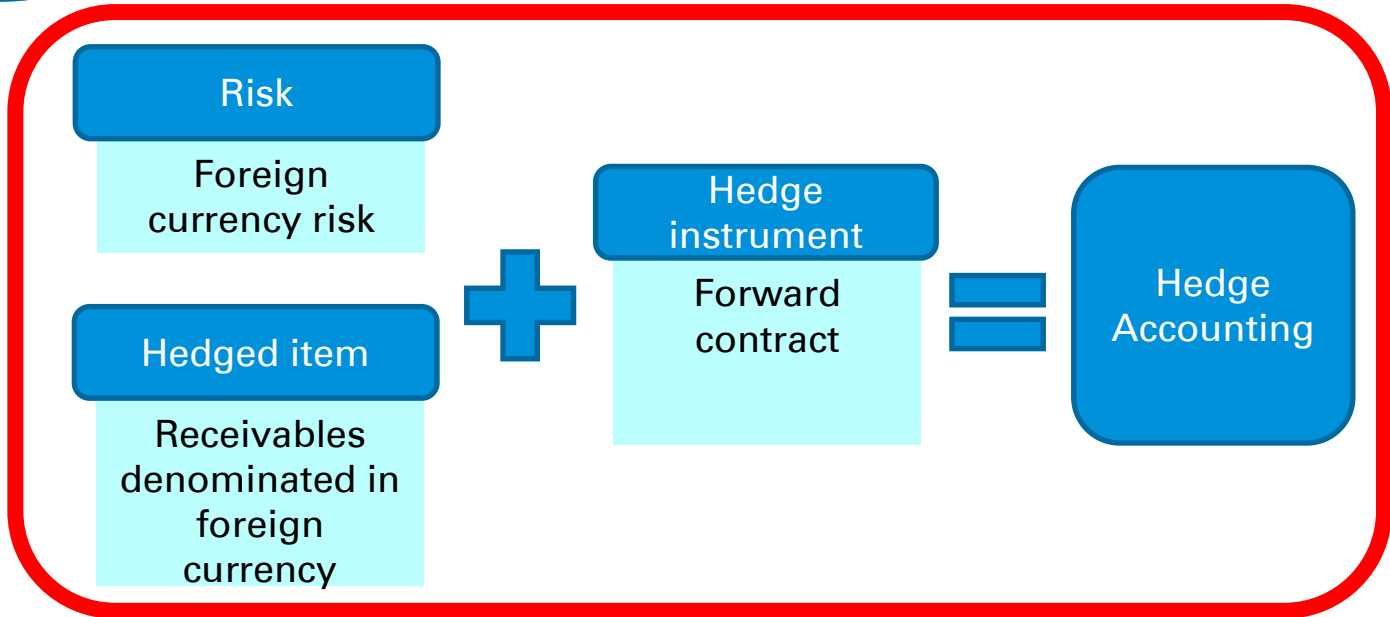 Risk
Foreign
currency risk
Hedged item
Receivables
denominated in
foreign
currency
Hedge
instrument
Forward
contract
Hedge
Accounting